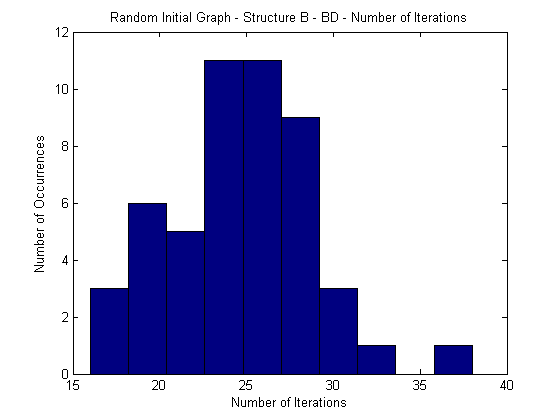 Random Initial Graph - Structure B - BD - Number of Iterations
12
10
8
6
4
2
0
Number of Occurrences
15 20 25 30 35 40
Number of Iterations